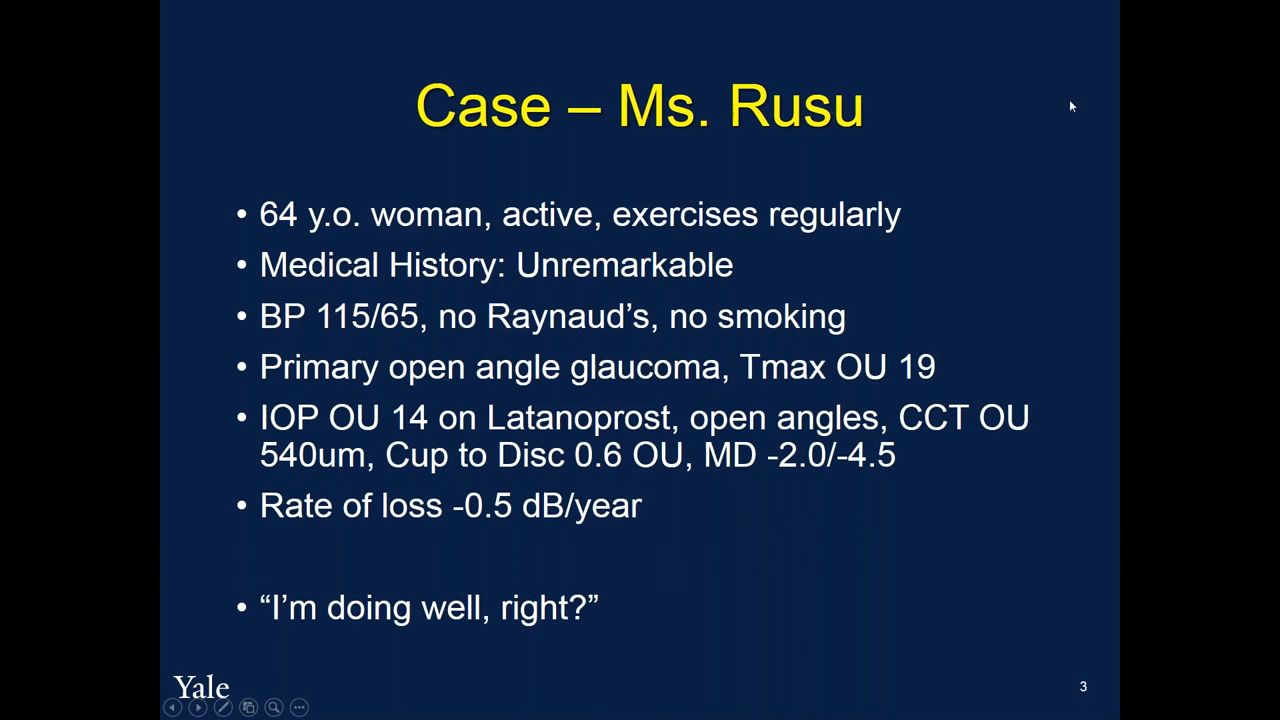 Case – Ms. Rusu
• 64 y.o. woman, active, exercises regularly
• Medical History: Unremarkable
• BP 115/65, no Raynaud’s, no smoking
• Primary open angle glaucoma, Tmax OU 19
• IOP OU 14 on Latanoprost, open angles, CCT OU
540um, Cup to Disc 0.6 OU, MD -2.0/-4.5
• Rate of loss -0.5 dB/year
• “I’m doing well, right?”
Yale
3